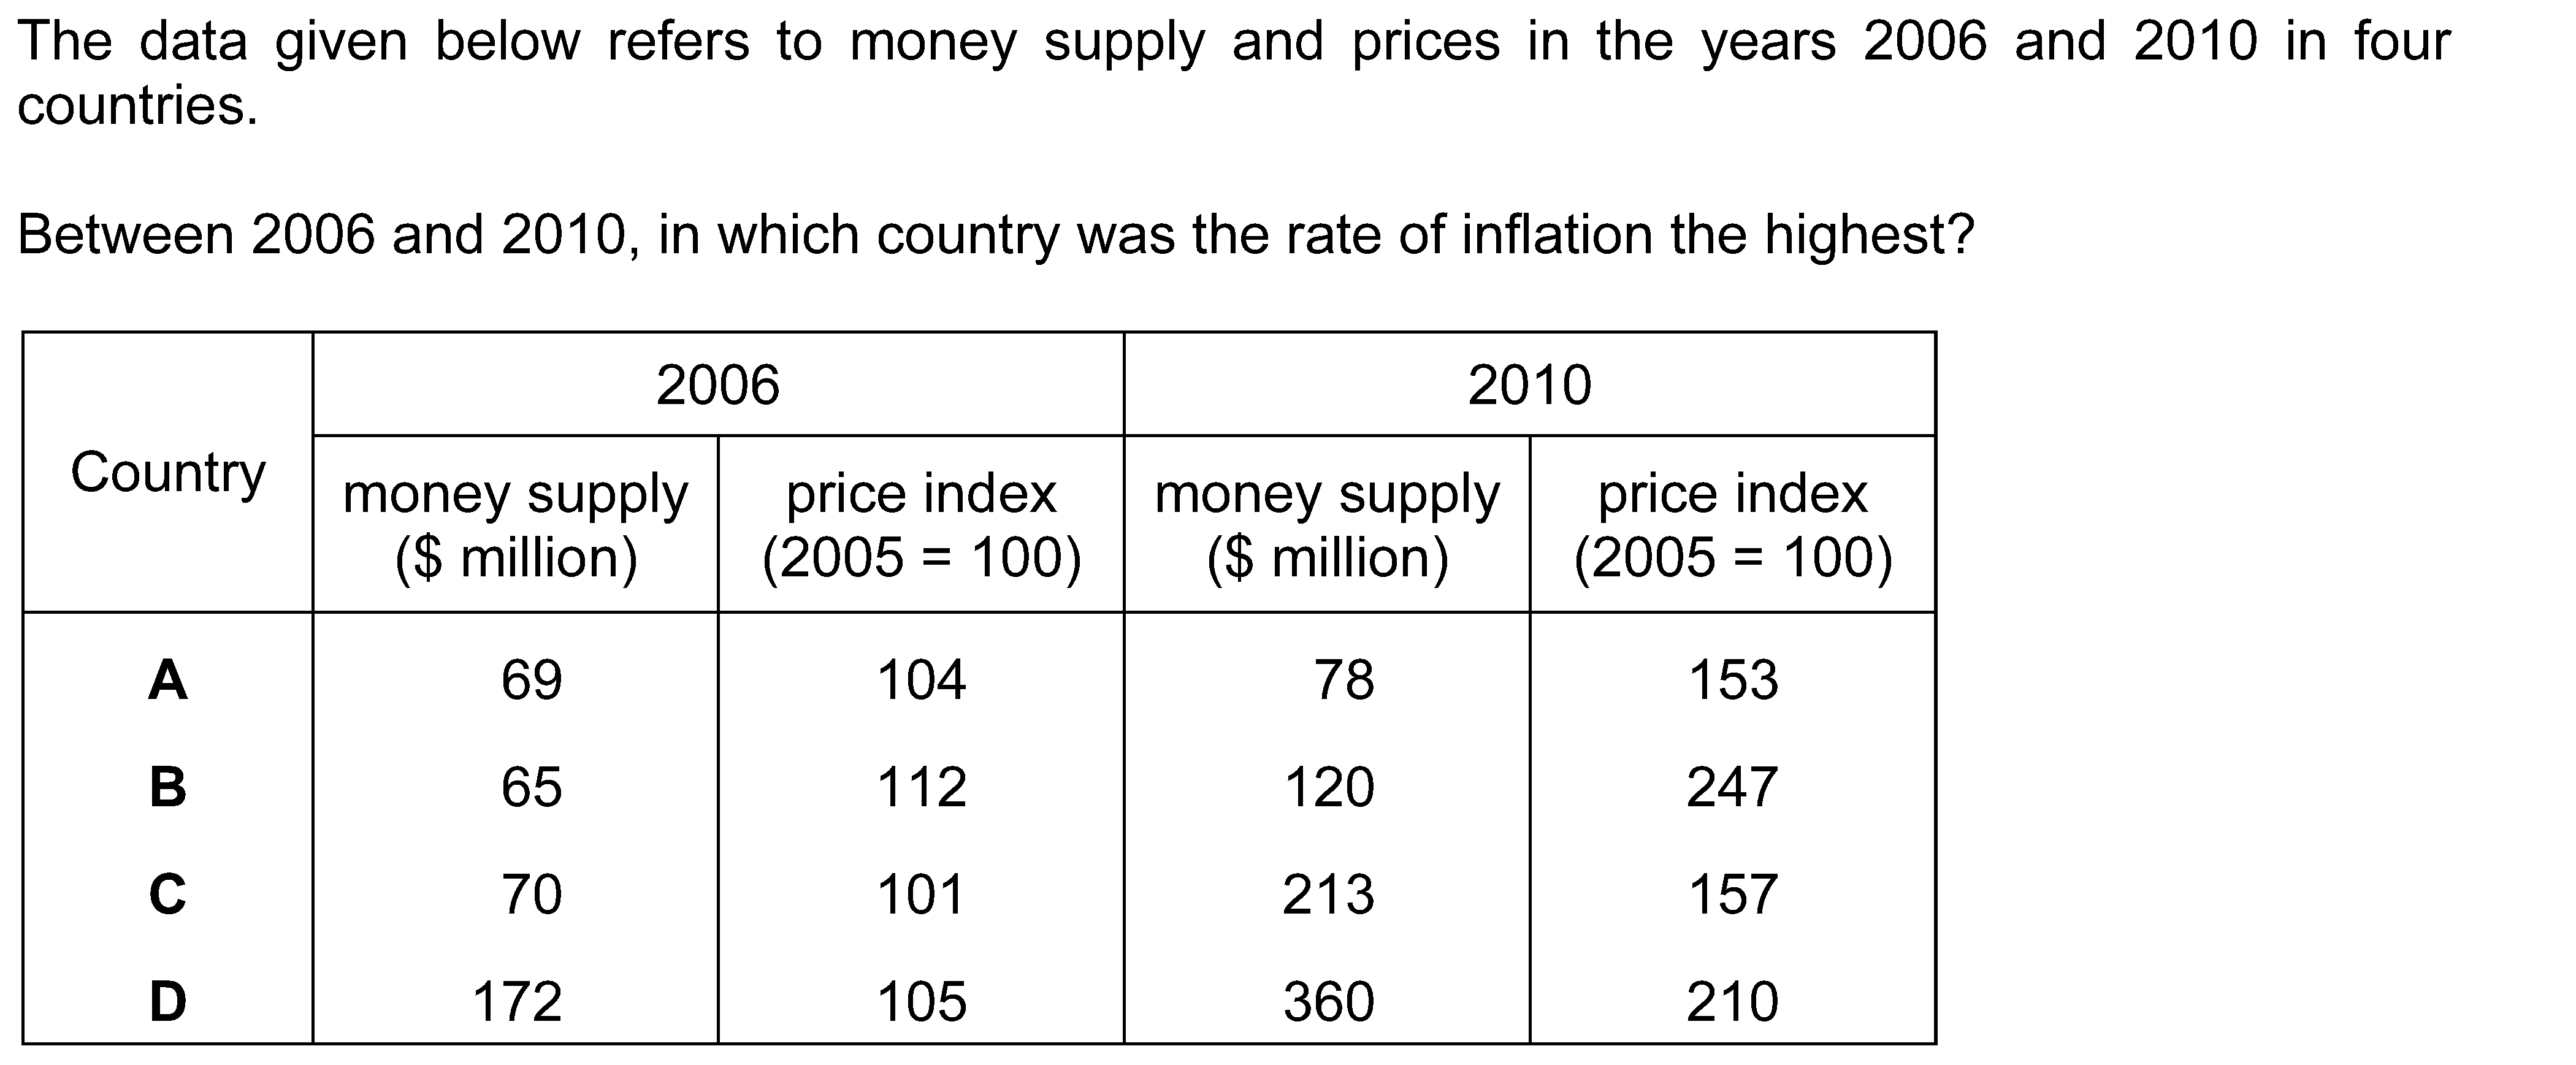 The data given below refers to money supply and prices in the years 2006 and 2010 in four
countries.
Between 2006 and 2010, in which country was the rate of inflation the highest?
Country 2006 2010
money supply ($ million) price index (2005 = 100) money supply ($ million) price index (2005 = 100)
A 69 104 78 153
B 65 112 120 247
C 70 101 213 157
D 172 105 360 210